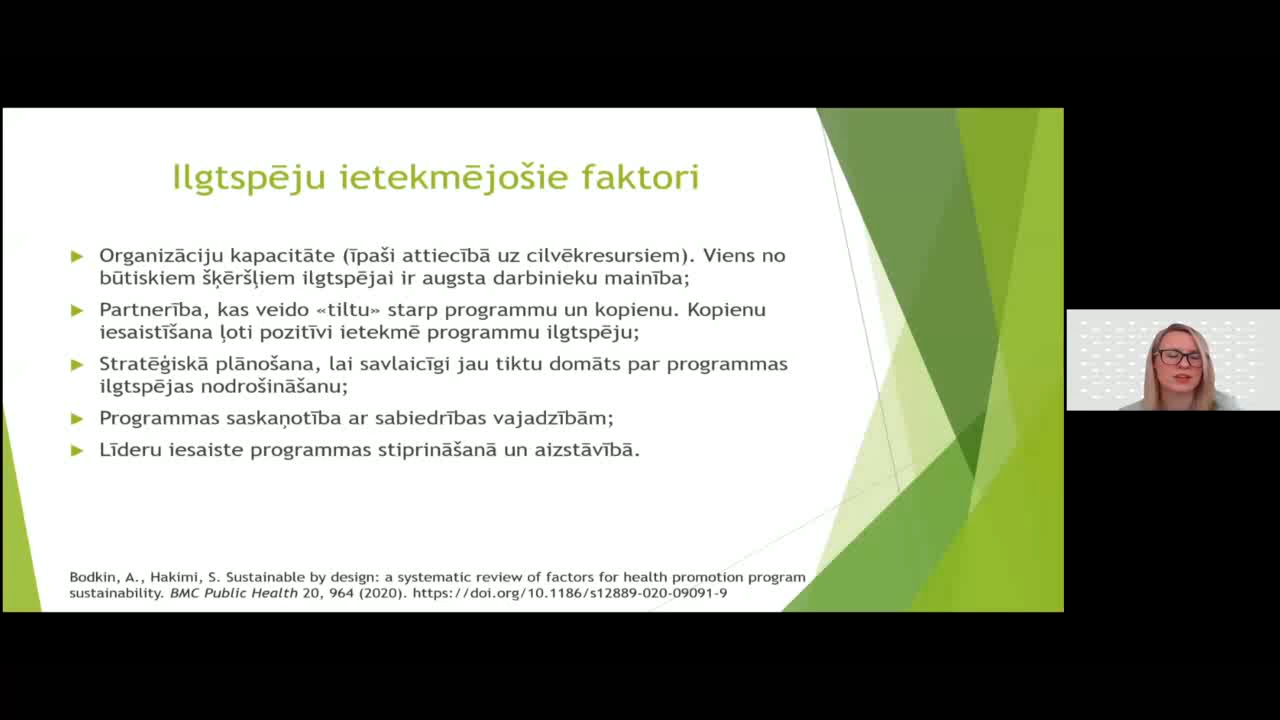 Ilgtspēju ietekmējošie faktori
Organizāciju kapacitāte (īpaši attiecībā uz cilvēkresursiem). Viens no
būtiskiem šķēršļiem ilgtspējai ir augsta darbinieku mainība;
Partnerība, kas veido «tiltu» starp programmu un kopienu. Kopienu
iesaistīšana ļoti pozitīvi ietekmē programmu ilgtspēju;
Stratēģiskā plānošana, lai savlaicīgi jau tiktu domāts par programmas
ilgtspējas nodrošināšanu;
Programmas saskaņotība ar sabiedrības vajadzībām;
Līderu iesaiste programmas stiprināšanā un aizstāvībā.
Bodkin, A., Hakimi, S. Sustainable by design: a systematic review of factors for health promotion program
sustainability. BMC Public Health 20, 964 (2020). https://doi.org/10.1186/s12889-020-09091-9